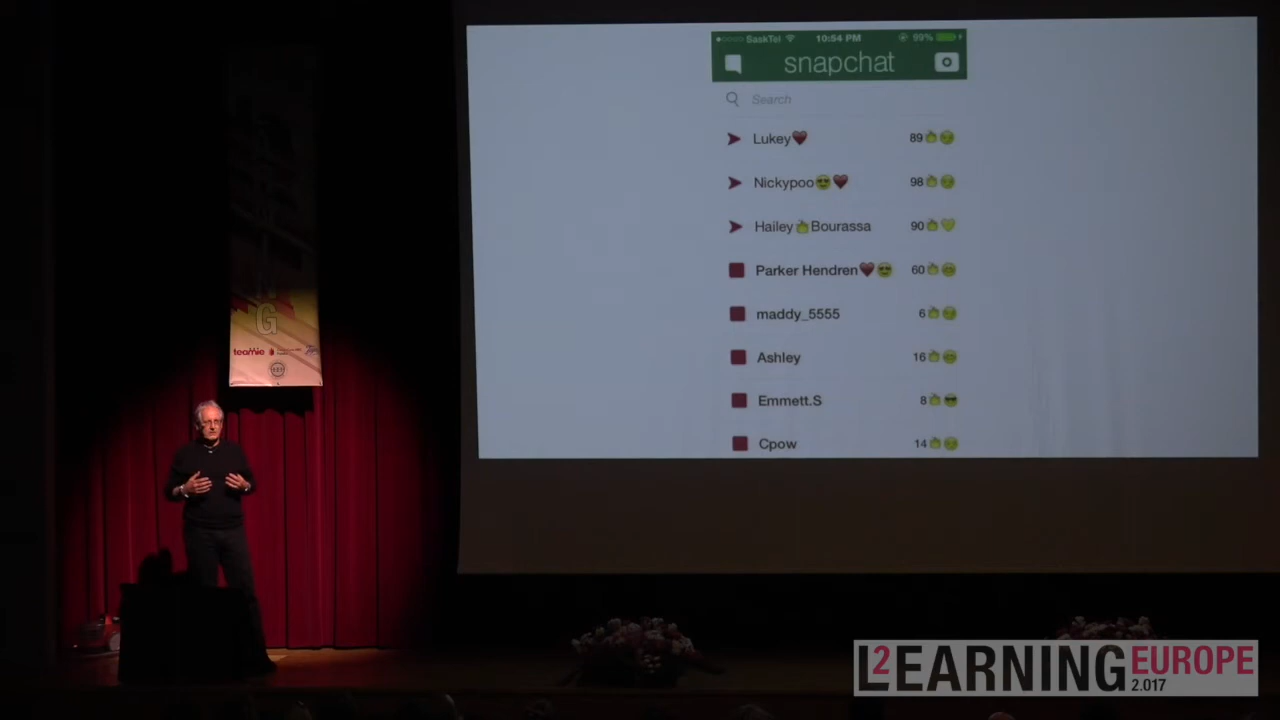 SaskTel 10:54 PM 99%
snapchat
Search
Lukey 89
Nickypoo 98
Hailey Bourassa 90
Parker Hendren 60
maddy_5555 6
Ashley 16
Emmett.S 8
Cpow 14
G
teamie
L2EARNING EUROPE
2.017